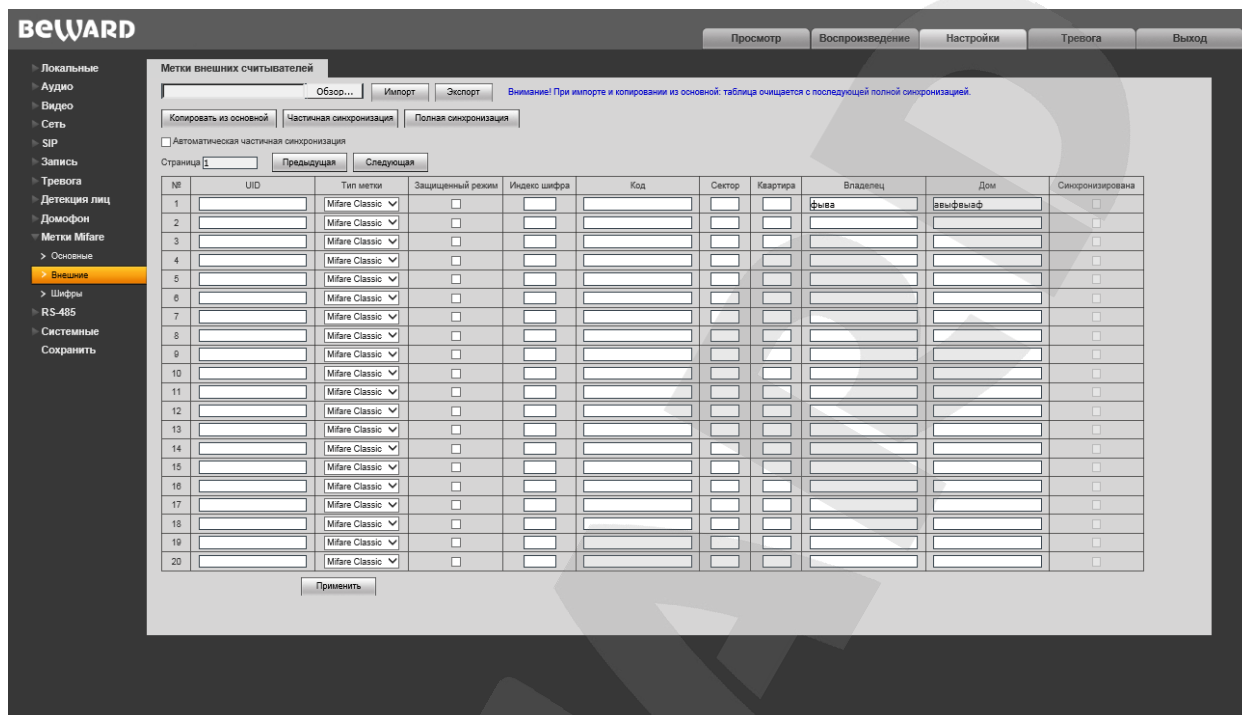 BEWARD
Просмотр Воспроизведение Настройки Тревога Выход
Локальные
Аудио
Видео
Сеть
SIP
Запись
Тревога
Детекция лиц
Домофон
Метки Mifare
> Основные
> Внешние
> Шифры
RS-485
Системные
Сохранить
Метки внешних считывателей
Обзор... Импорт Экспорт Внимание! При импорте и копировании из основной: таблица очищается с последующей полной синхронизацией.
Копировать из основной Частичная синхронизация Полная синхронизация
Автоматическая частичная синхронизация
Страница 1 Предыдущая Следующая
№ UID Тип метки Защищенный режим Индекс шифра Код Сектор Квартира Владелец Дом Синхронизирована
1 Mifare Classic фыва авыфвыаф
2 Mifare Classic
3 Mifare Classic
4 Mifare Classic
5 Mifare Classic
6 Mifare Classic
7 Mifare Classic
8 Mifare Classic
9 Mifare Classic
10 Mifare Classic
11 Mifare Classic
12 Mifare Classic
13 Mifare Classic
14 Mifare Classic
15 Mifare Classic
16 Mifare Classic
17 Mifare Classic
18 Mifare Classic
19 Mifare Classic
20 Mifare Classic
Применить